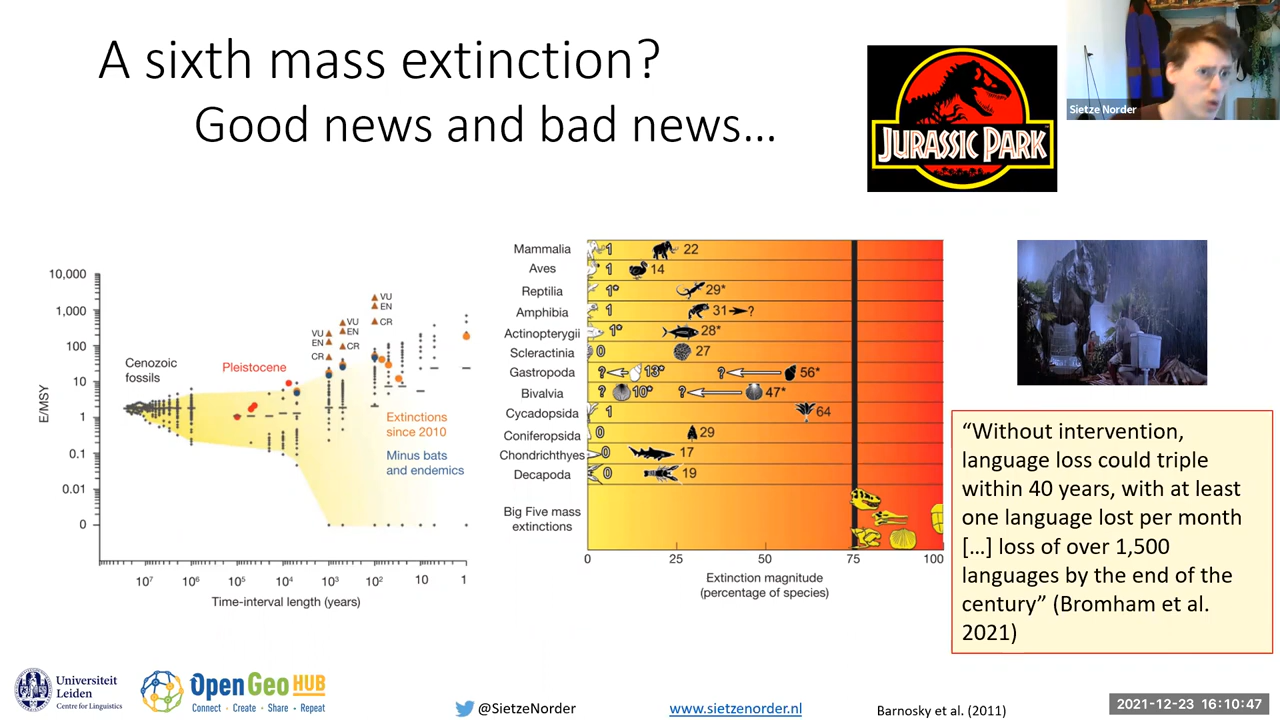 A sixth mass extinction?
Good news and bad news...
JURASSIC PARK
Sietze Norder
10,000
1,000
100
10
1
0.1
0.01
0
E/MSY
Cenozoic
fossils
Pleistocene
VU
EN
CR
VU
EN
CR
VU
EN
CR
Extinctions
since 2010
Minus bats
and endemics
10⁷ 10⁶ 10⁵ 10⁴ 10³ 10² 10 1
Time-interval length (years)
Mammalia 1 22
Aves 1 14
Reptilia 1* 29*
Amphibia 1 31 ?
Actinopterygii 1* 28*
Scleractinia 0 27
Gastropoda ? 13* ? 56*
Bivalvia ? 10* ? 47*
Cycadopsida 1 64
Coniferopsida 0 29
Chondrichthyes 0 17
Decapoda 0 19
Big Five mass
extinctions
0 25 50 75 100
Extinction magnitude
(percentage of species)
“Without intervention,
language loss could triple
within 40 years, with at least
one language lost per month
[…] loss of over 1,500
languages by the end of the
century” (Bromham et al.
2021)
Universiteit
Leiden
Centre for Linguistics
OpenGeoHUB
Connect · Create · Share · Repeat
@SietzeNorder
www.sietzenorder.nl
Barnosky et al. (2011)
2021-12-23 16:10:47